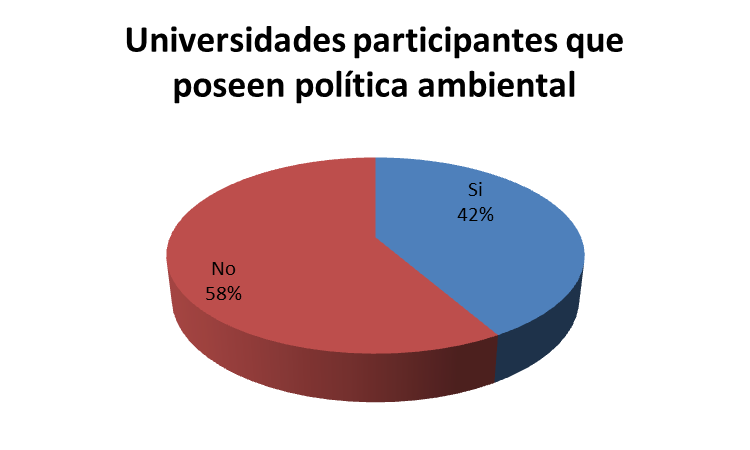 Universidades participantes que
poseen política ambiental
Si
42%
No
58%